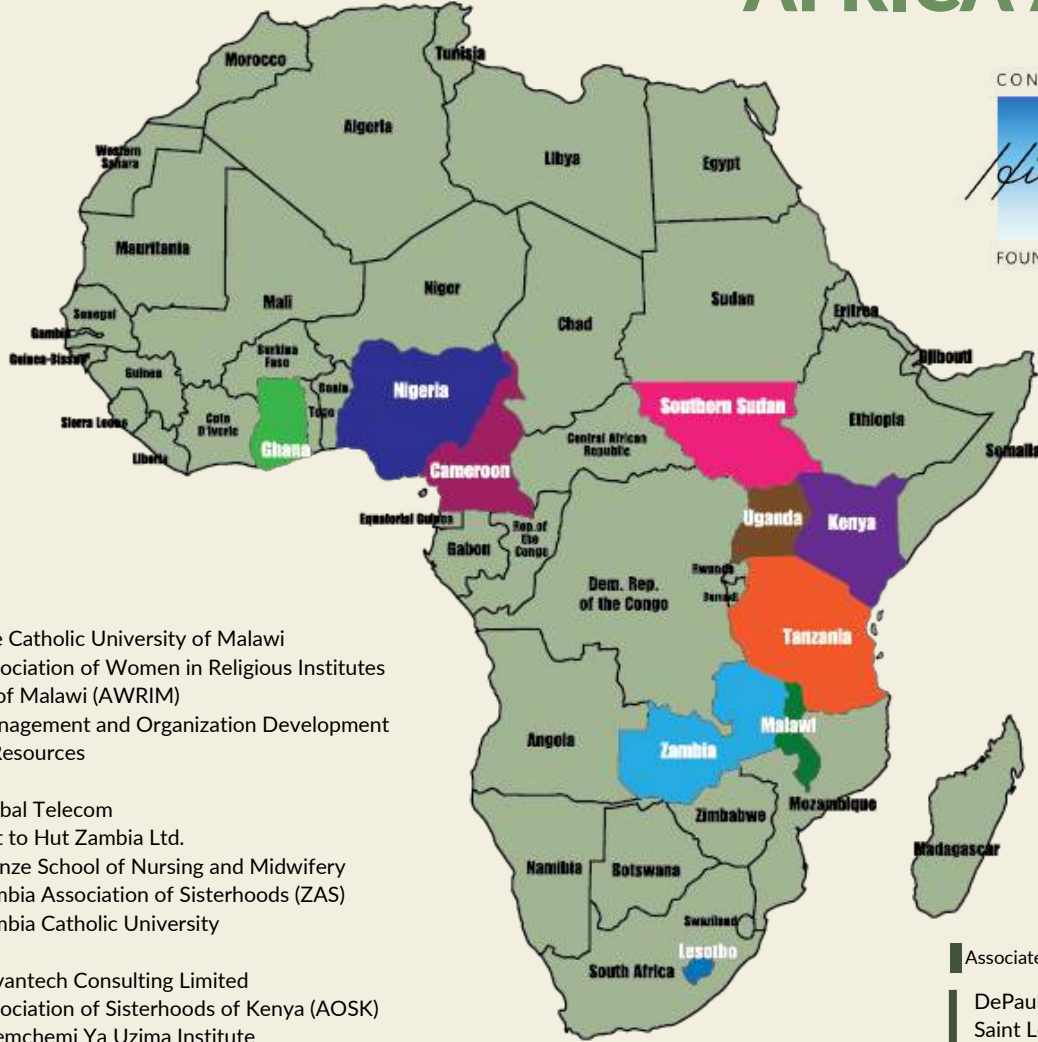 AFRICA
CON
Hi
FOUN
Morocco
Tunisia
Algeria
Libya
Egypt
Western
Sahara
Mauritania
Mali
Niger
Chad
Sudan
Eritrea
Djibouti
Senegal
Gambia
Guinea-Bissau
Guinea
Sierra Leone
Liberia
Burkina
Faso
Benin
Togo
Cote
D'Iverie
Ghana
Nigeria
Cameroon
Central African
Republic
Southern Sudan
Ethiopia
Somalia
Equatorial Guinea
Gabon
Rep. of
the
Congo
Uganda
Kenya
Rwanda
Burundi
Dem. Rep.
of the Congo
Tanzania
Angola
Zambia
Malawi
Mozambique
Zimbabwe
Namibia
Botswana
Madagascar
Swaziland
Lesotho
South Africa
e Catholic University of Malawi
ociation of Women in Religious Institutes
of Malawi (AWRIM)
nagement and Organization Development
Resources
bal Telecom
t to Hut Zambia Ltd.
nze School of Nursing and Midwifery
mbia Association of Sisterhoods (ZAS)
mbia Catholic University
vantech Consulting Limited
ociation of Sisterhoods of Kenya (AOSK)
emchemi Ya Uzima Institute
Associate
DePau
Saint L